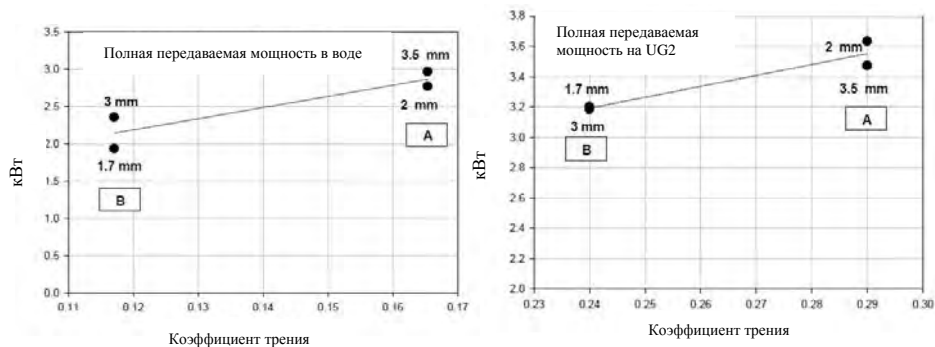 Полная передаваемая мощность в воде
кВт
3.5
3.0
2.5
2.0
1.5
1.0
0.5
0.0
3.5 mm
2 mm
A
3 mm
1.7 mm
B
0.11 0.12 0.13 0.14 0.15 0.16 0.17
Коэффициент трения
Полная передаваемая
мощность на UG2
кВт
3.8
3.6
3.4
3.2
3.0
2.8
2.6
2.4
2.2
2.0
2 mm
3.5 mm
A
1.7 mm
3 mm
B
0.23 0.24 0.25 0.26 0.27 0.28 0.29 0.30
Коэффициент трения